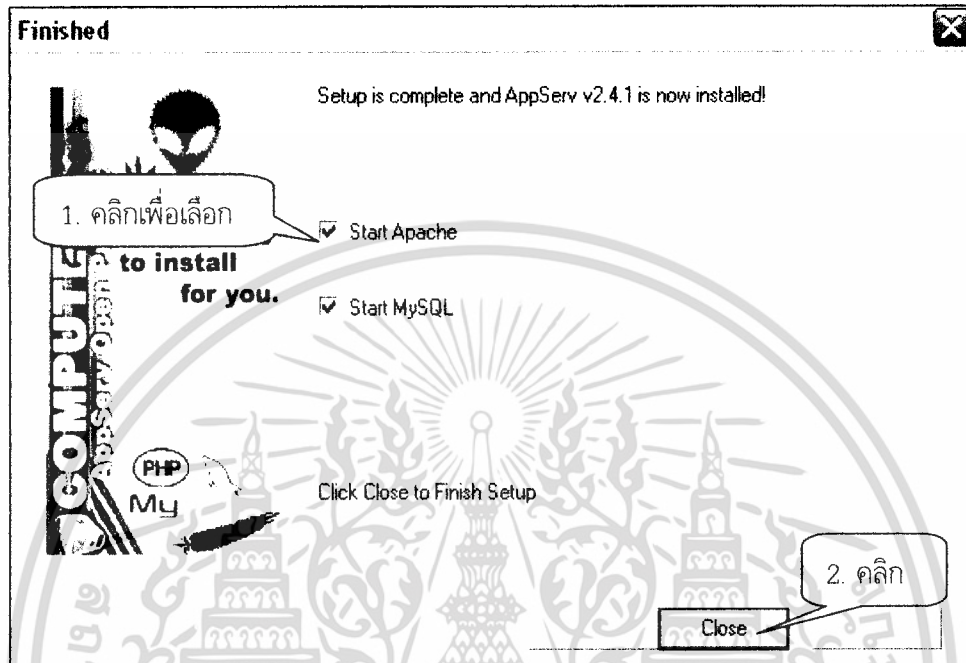 Finished
Setup is complete and AppServ v2.4.1 is now installed!
1. คลิกเพื่อเลือก
Start Apache
to install
for you.
Start MySQL
COMPUTE
AppServ Open P
PHP
My
Click Close to Finish Setup
2. คลิก
Close